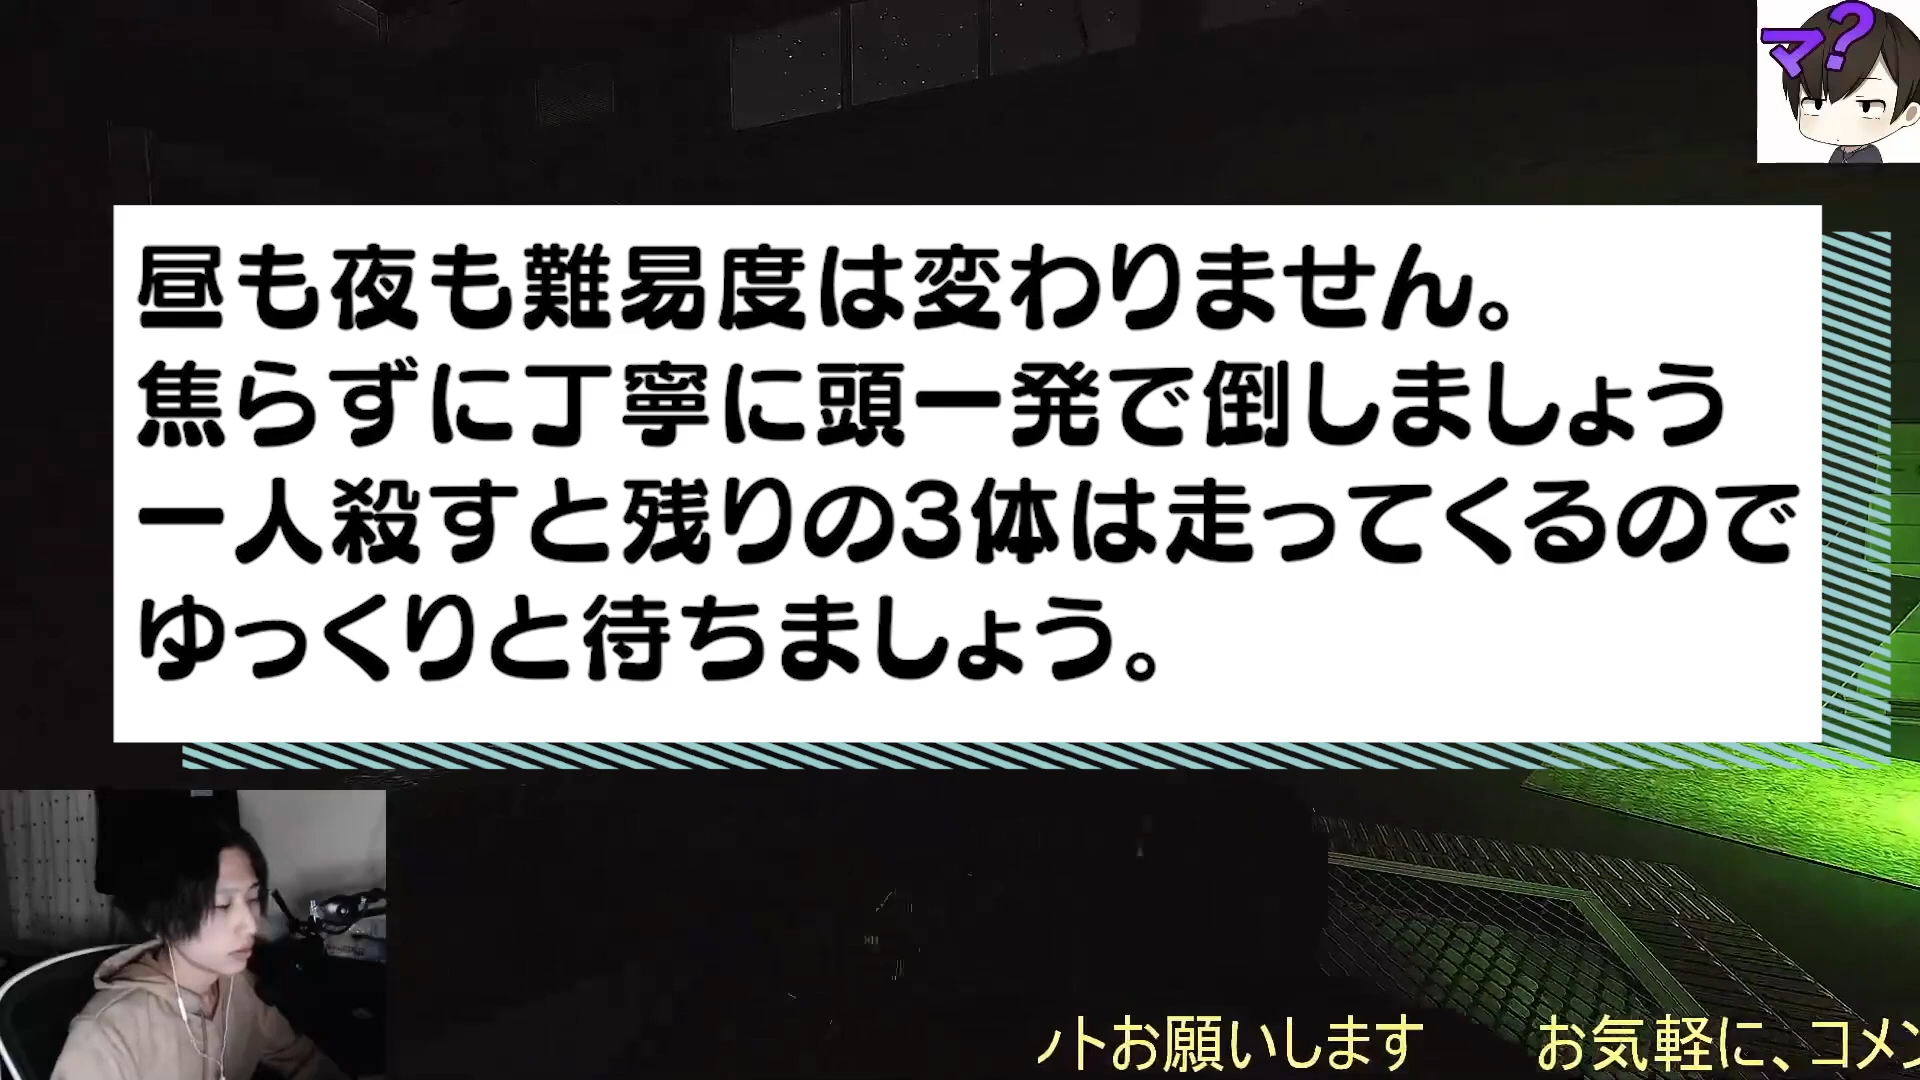 マ?
昼も夜も難易度は変わりません。
焦らずに丁寧に頭一発で倒しましょう
一人殺すと残りの3体は走ってくるので
ゆっくりと待ちましょう。
ントお願いします　　お気軽に、コメン